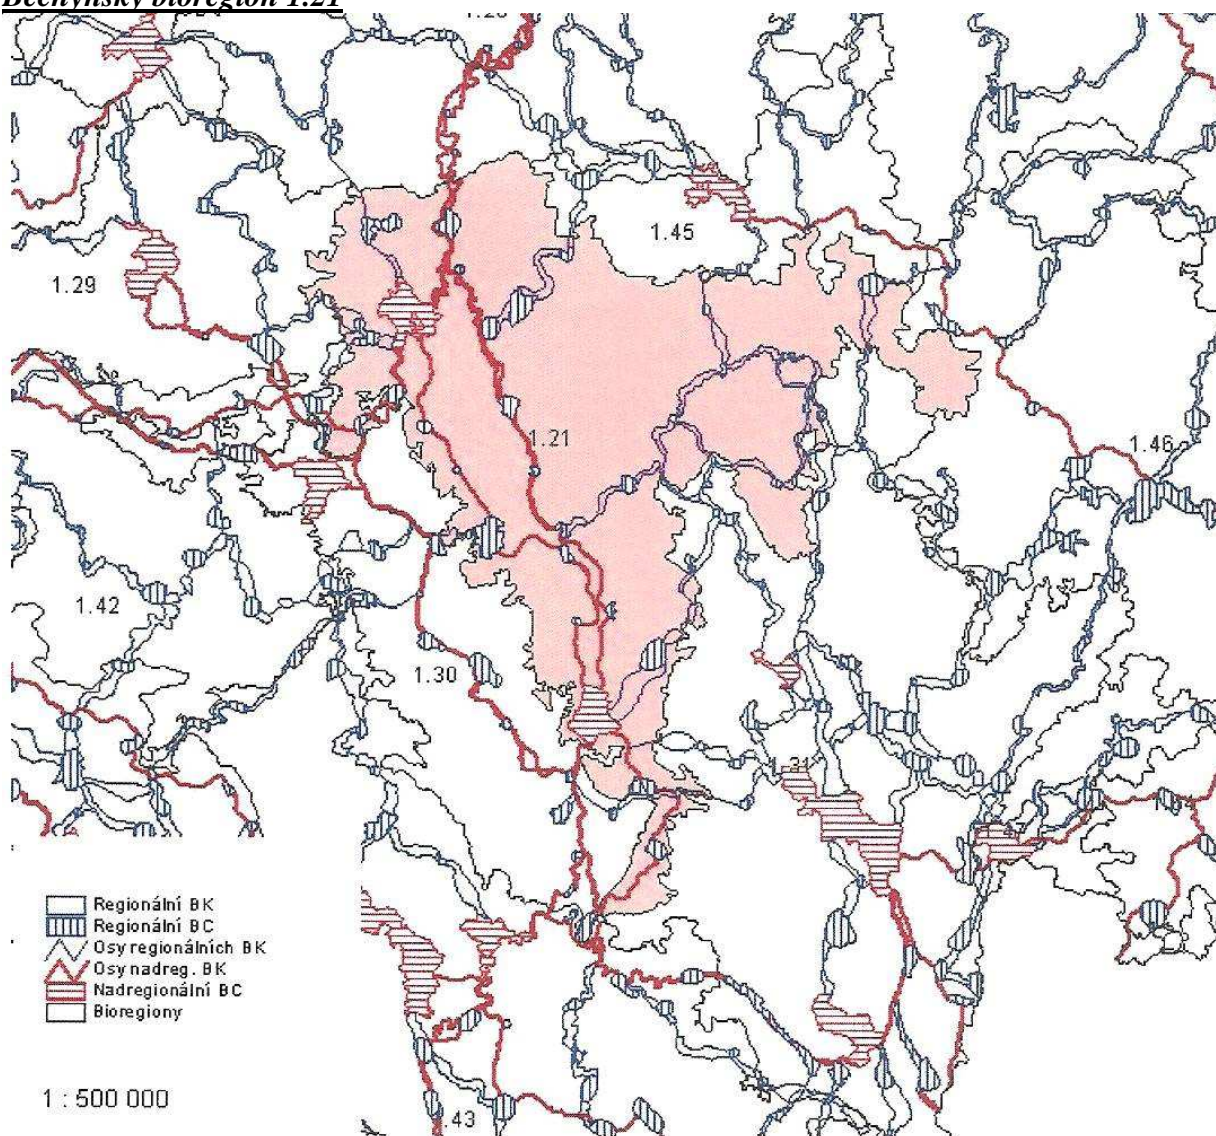 Bechyňský bioregion 1.21
1.45
1.29
1.21
1.46
1.42
1.30
1.31
Regionální BK
Regionální BC
Osy regionálních BK
Osy nadreg. BK
Nadregionální BC
Bioregiony
1 : 500 000
.43